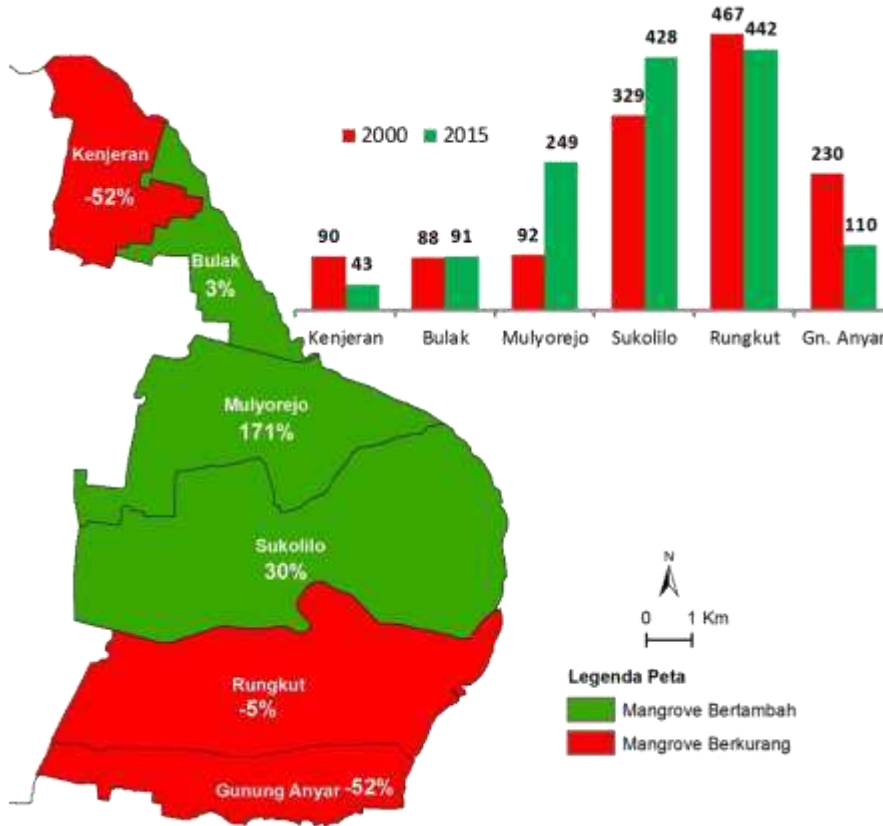 467
442
428
329
2000 2015
249
230
110
90
43
88
91
92
Kenjeran Bulak Mulyorejo Sukolilo Rungkut Gn. Anyar
Kenjeran
-52%
Bulak
3%
Mulyorejo
171%
Sukolilo
30%
Rungkut
-5%
Gunung Anyar -52%
N
0 1 Km
Legenda Peta
Mangrove Bertambah
Mangrove Berkurang